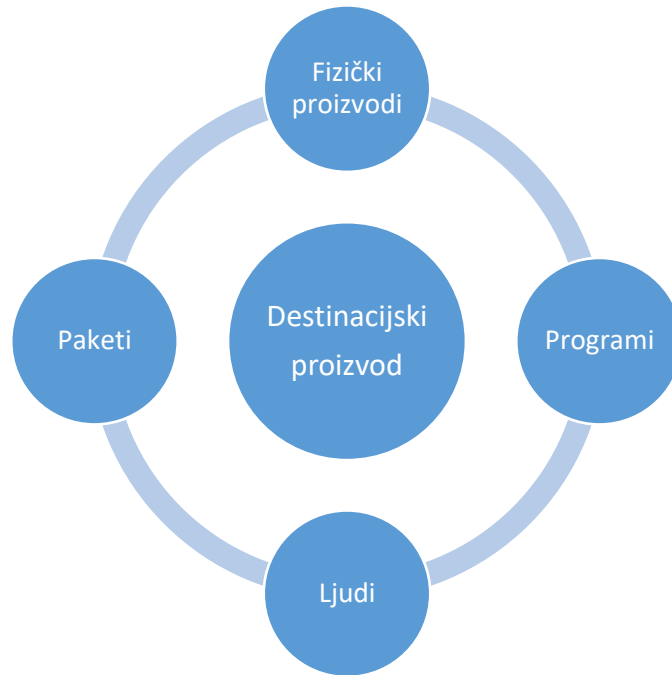 Fizički
proizvodi
Destinacijski
proizvod
Paketi
Programi
Ljudi